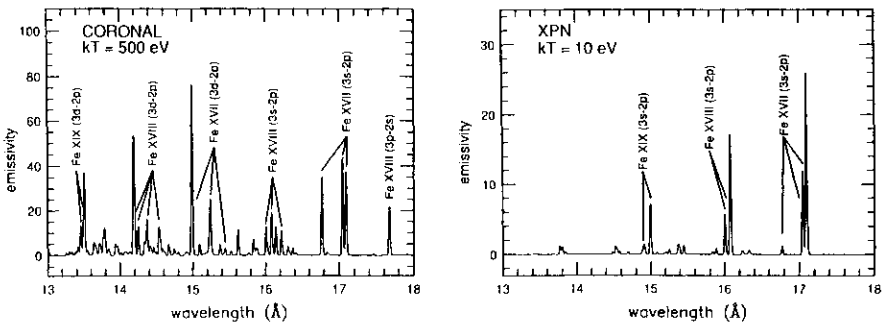 CORONAL
kT = 500 eV
100
80
60
40
20
0
emissivity
Fe XIX (3d-2p)
Fe XVIII (3d-2p)
Fe XVII (3d-2p)
Fe XVIII (3s-2p)
Fe XVII (3s-2p)
Fe XVIII (3p-2s)
13 14 15 16 17 18
wavelength (Å)
XPN
kT = 10 eV
30
20
10
0
emissivity
Fe XIX (3s-2p)
Fe XVIII (3s-2p)
Fe XVII (3s-2p)
13 14 15 16 17 18
wavelength (Å)